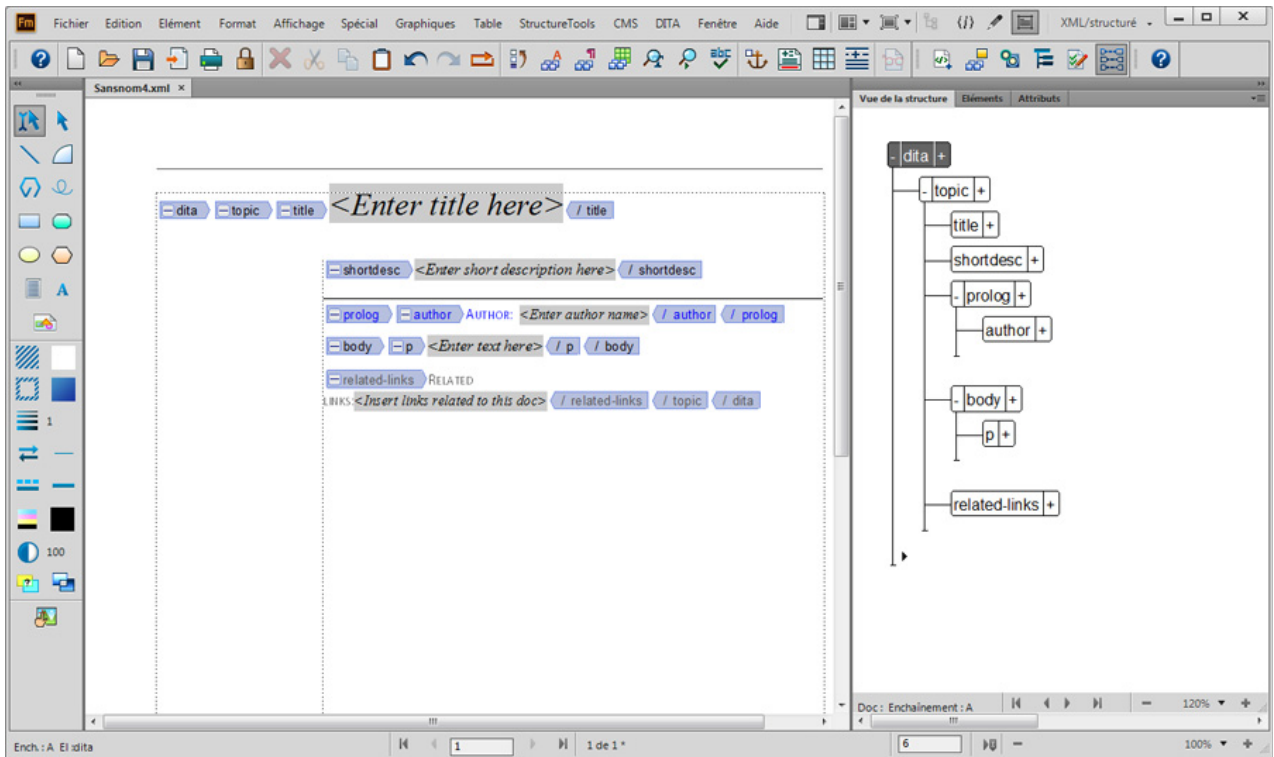 Fm Fichier Edition Elément Format Affichage Spécial Graphiques Table StructureTools CMS DITA Fenêtre Aide XML/structuré
Sansnom4.xml ×
Vue de la structure Eléments Attributs
dita topic title <Enter title here> / title
shortdesc <Enter short description here> / shortdesc
prolog author AUTHOR: <Enter author name> / author / prolog
body p <Enter text here> / p / body
related-links RELATED
LINKS:<Insert links related to this doc> / related-links / topic / dita
A
1
100
- dita +
- topic +
title +
shortdesc +
- prolog +
author +
- body +
p +
related-links +
Doc : Enchaînement : A 120%
Ench. : A El :dita 1 1 de 1 * 6 100%